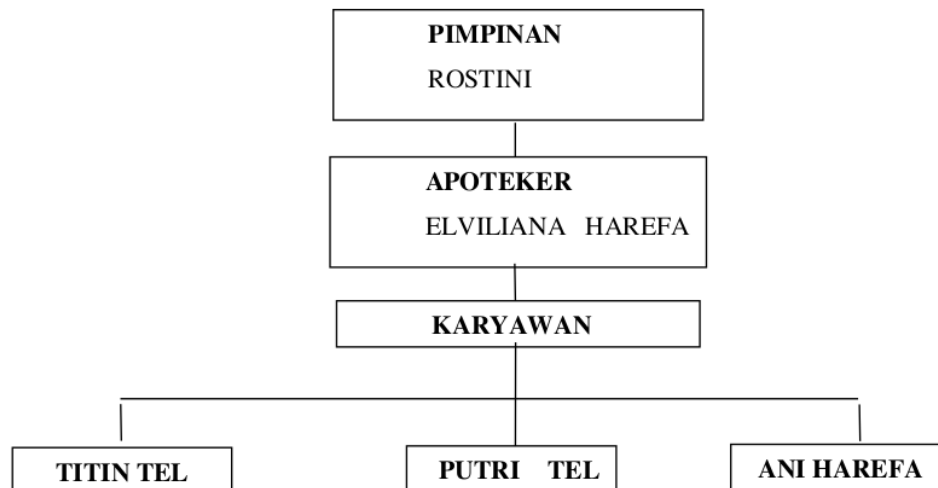 PIMPINAN
ROSTINI
APOTEKER
ELVILIANA HAREFA
KARYAWAN
TITIN TEL
PUTRI TEL
ANI HAREFA